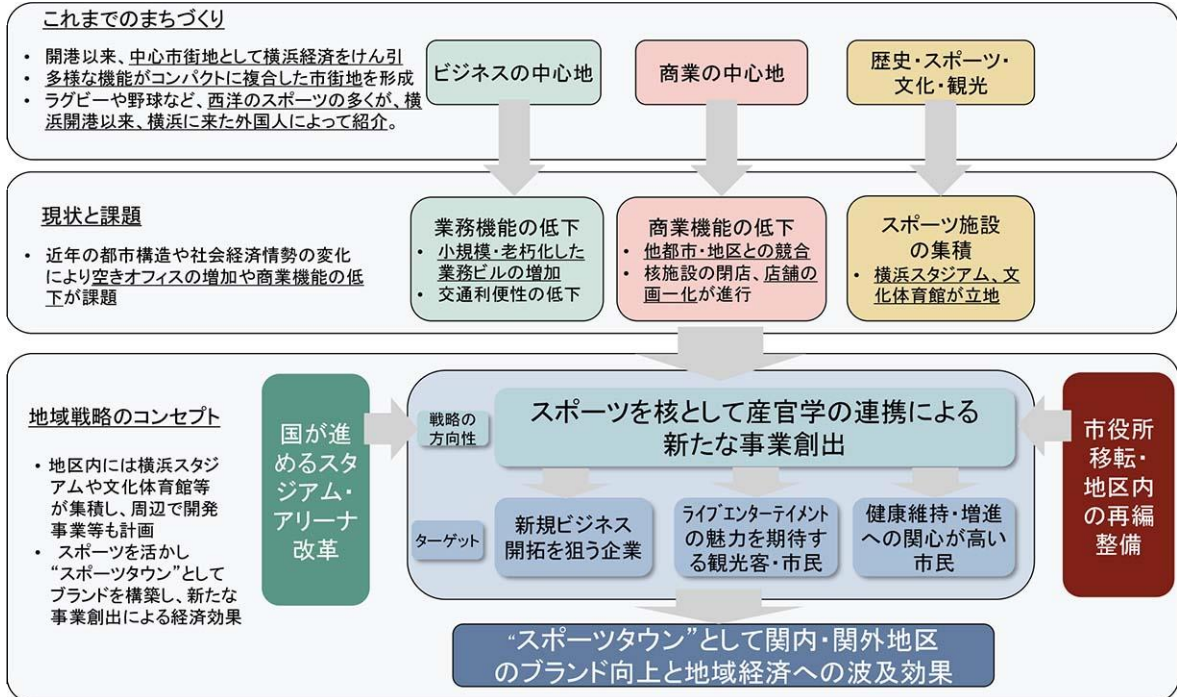 これまでのまちづくり
• 開港以来、中心市街地として横浜経済をけん引
• 多様な機能がコンパクトに複合した市街地を形成
• ラグビーや野球など、西洋のスポーツの多くが、横
浜開港以来、横浜に来た外国人によって紹介。
ビジネスの中心地
商業の中心地
歴史・スポーツ・
文化・観光
現状と課題
• 近年の都市構造や社会経済情勢の変化
により空きオフィスの増加や商業機能の低
下が課題
業務機能の低下
• 小規模・老朽化した
業務ビルの増加
• 交通利便性の低下
商業機能の低下
• 他都市・地区との競合
• 核施設の閉店、店舗の
画一化が進行
スポーツ施設
の集積
• 横浜スタジアム、文
化体育館が立地
地域戦略のコンセプト
• 地区内には横浜スタジ
アムや文化体育館等
が集積し、周辺で開発
事業等も計画
• スポーツを活かし
“スポーツタウン”として
ブランドを構築し、新たな
事業創出による経済効果
国が進
めるスタ
ジアム・
アリーナ
改革
戦略の
方向性
スポーツを核として産官学の連携による
新たな事業創出
ターゲット
新規ビジネス
開拓を狙う企業
ライブエンターテイメント
の魅力を期待す
る観光客・市民
健康維持・増進
への関心が高い
市民
市役所
移転・
地区内
の再編
整備
“スポーツタウン”として関内・関外地区
のブランド向上と地域経済への波及効果